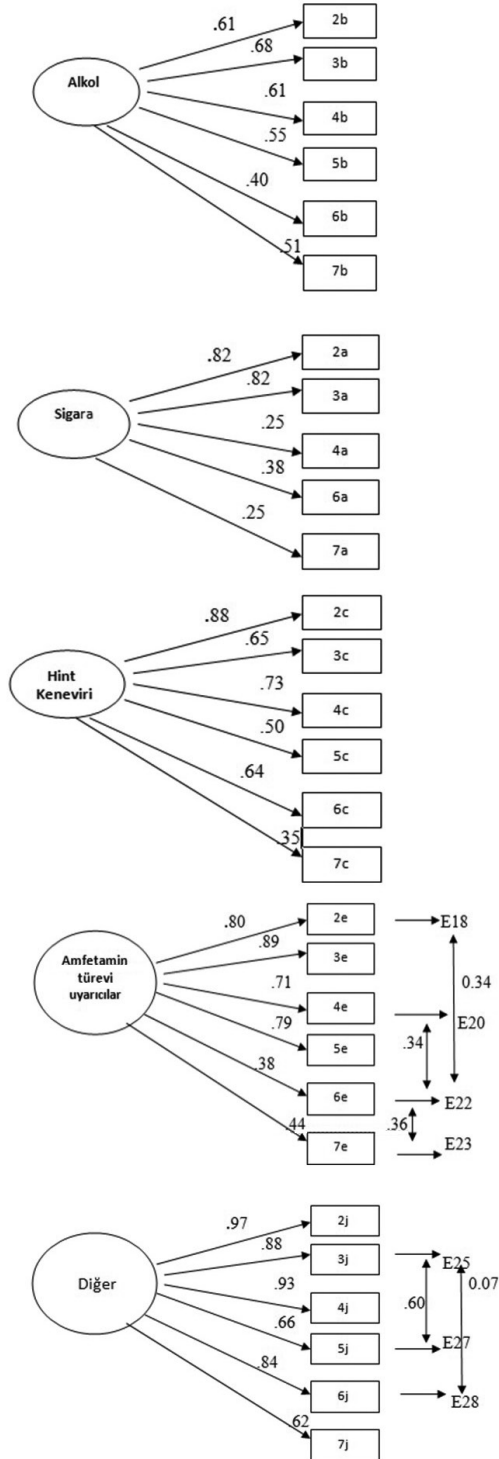 .61
2b
.68
3b
Alkol
.61
4b
.55
5b
.40
6b
.51
7b
.82
2a
.82
3a
Sigara
.25
4a
.38
6a
.25
7a
.88
2c
.65
3c
Hint
Keneviri
.73
4c
.50
5c
.64
6c
.35
7c
.80
2e
E18
.89
3e
Amfetamin
türevi
uyarıcılar
.71
4e
0.34
E20
.79
5e
.34
.38
6e
E22
.44
7e
.36
E23
.97
2j
.88
3j
E25
Diğer
.93
4j
.60
0.07
.66
5j
E27
.84
6j
E28
.62
7j